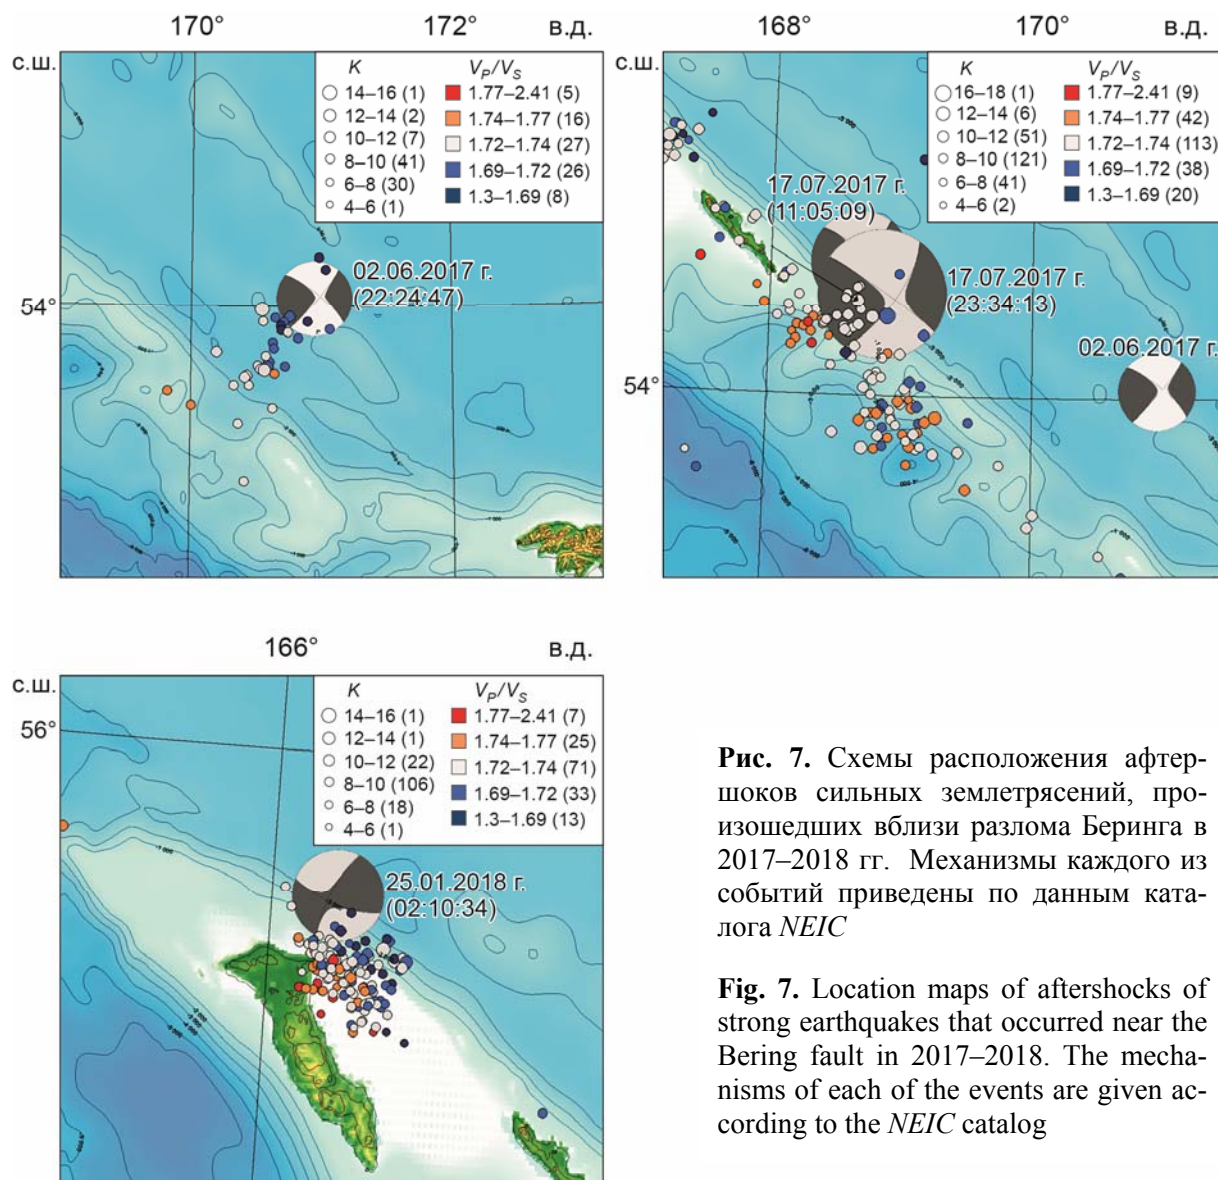 170° 172° в.д.
с.ш.
54°
K V_P/V_S
14–16 (1) 1.77–2.41 (5)
12–14 (2) 1.74–1.77 (16)
10–12 (7) 1.72–1.74 (27)
8–10 (41) 1.69–1.72 (26)
6–8 (30) 1.3–1.69 (8)
4–6 (1)
02.06.2017 г.
(22:24:47)
168° 170° в.д.
с.ш.
54°
K V_P/V_S
16–18 (1) 1.77–2.41 (9)
12–14 (6) 1.74–1.77 (42)
10–12 (51) 1.72–1.74 (113)
8–10 (121) 1.69–1.72 (38)
6–8 (41) 1.3–1.69 (20)
4–6 (2)
17.07.2017 г.
(11:05:09)
17.07.2017 г.
(23:34:13)
02.06.2017 г.
166° в.д.
с.ш.
56°
K V_P/V_S
14–16 (1) 1.77–2.41 (7)
12–14 (1) 1.74–1.77 (25)
10–12 (22) 1.72–1.74 (71)
8–10 (106) 1.69–1.72 (33)
6–8 (18) 1.3–1.69 (13)
4–6 (1)
25.01.2018 г.
(02:10:34)
Рис. 7. Схемы расположения афтер-
шоков сильных землетрясений, про-
изошедших вблизи разлома Беринга в
2017–2018 гг. Механизмы каждого из
событий приведены по данным ката-
лога NEIC
Fig. 7. Location maps of aftershocks of
strong earthquakes that occurred near the
Bering fault in 2017–2018. The mecha-
nisms of each of the events are given ac-
cording to the NEIC catalog